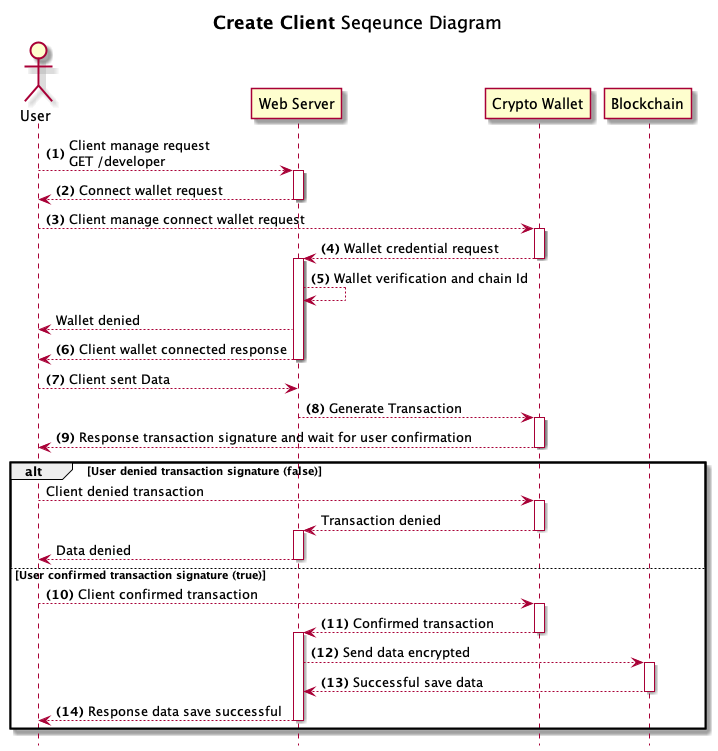 Create Client Seqeunce Diagram
User
Web Server
Crypto Wallet
Blockchain
(1) Client manage request
GET /developer
(2) Connect wallet request
(3) Client manage connect wallet request
(4) Wallet credential request
(5) Wallet verification and chain Id
Wallet denied
(6) Client wallet connected response
(7) Client sent Data
(8) Generate Transaction
(9) Response transaction signature and wait for user confirmation
alt [User denied transaction signature (false)]
Client denied transaction
Transaction denied
Data denied
[User confirmed transaction signature (true)]
(10) Client confirmed transaction
(11) Confirmed transaction
(12) Send data encrypted
(13) Successful save data
(14) Response data save successful